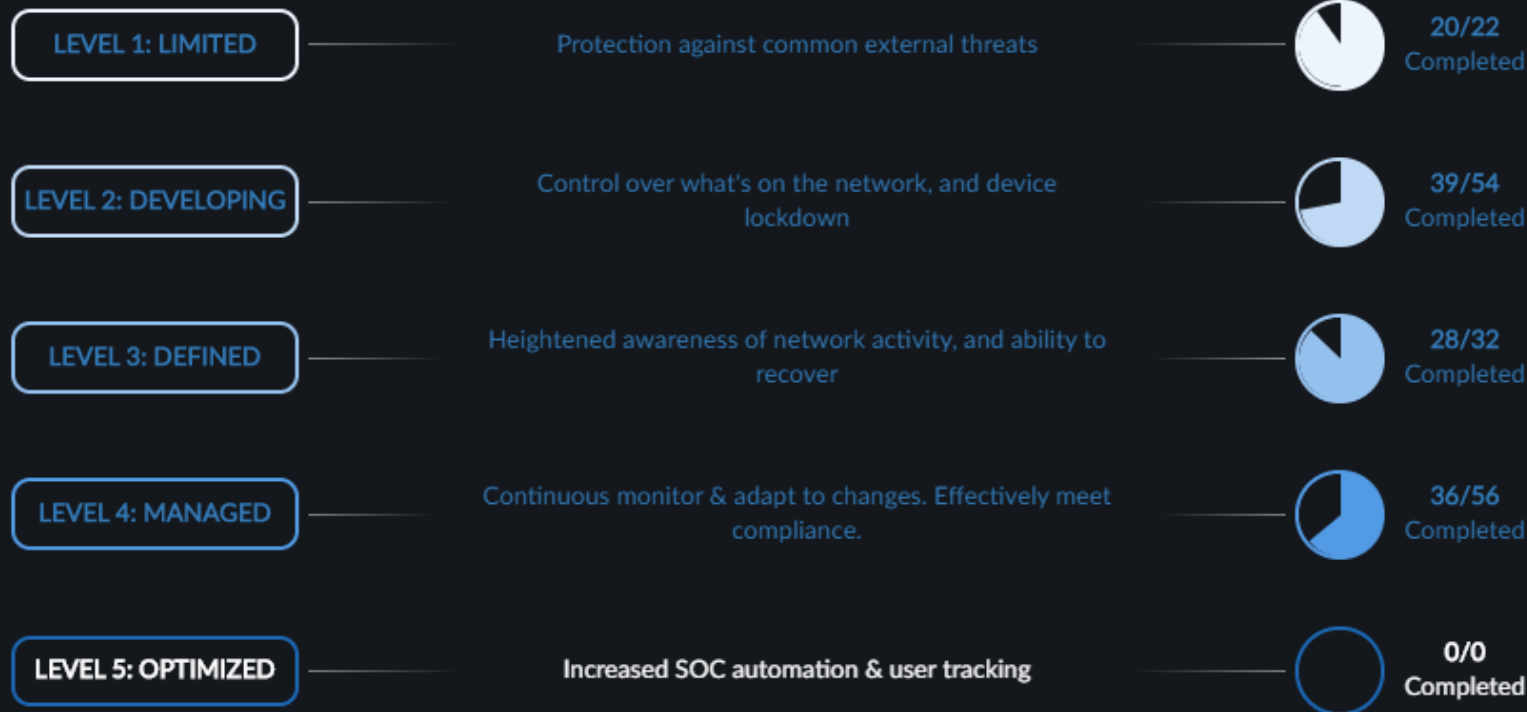 LEVEL 1: LIMITED
Protection against common external threats
20/22
Completed
LEVEL 2: DEVELOPING
Control over what's on the network, and device
lockdown
39/54
Completed
LEVEL 3: DEFINED
Heightened awareness of network activity, and ability to
recover
28/32
Completed
LEVEL 4: MANAGED
Continuous monitor & adapt to changes. Effectively meet
compliance.
36/56
Completed
LEVEL 5: OPTIMIZED
Increased SOC automation & user tracking
0/0
Completed